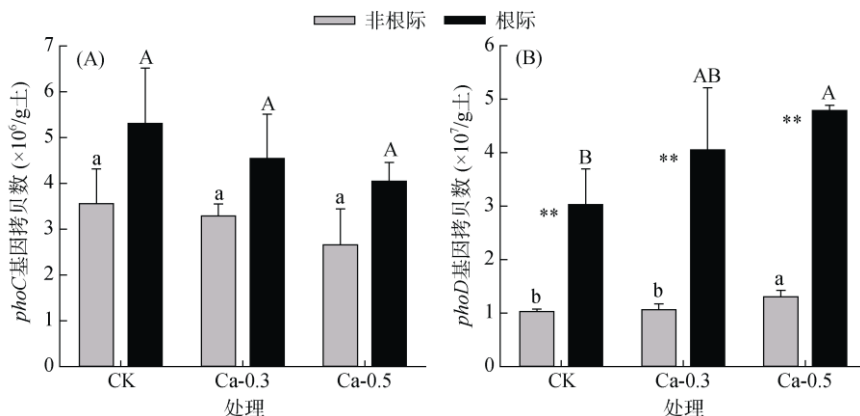 非根际 根际
(A)
phoC基因拷贝数 (×10⁶/g土)
7
6
5
4
3
2
1
0
a A
a A
a A
CK Ca-0.3 Ca-0.5
处理
(B)
phoD基因拷贝数 (×10⁷/g土)
6
5
4
3
2
1
0
b ** B
b ** AB
a ** A
CK Ca-0.3 Ca-0.5
处理